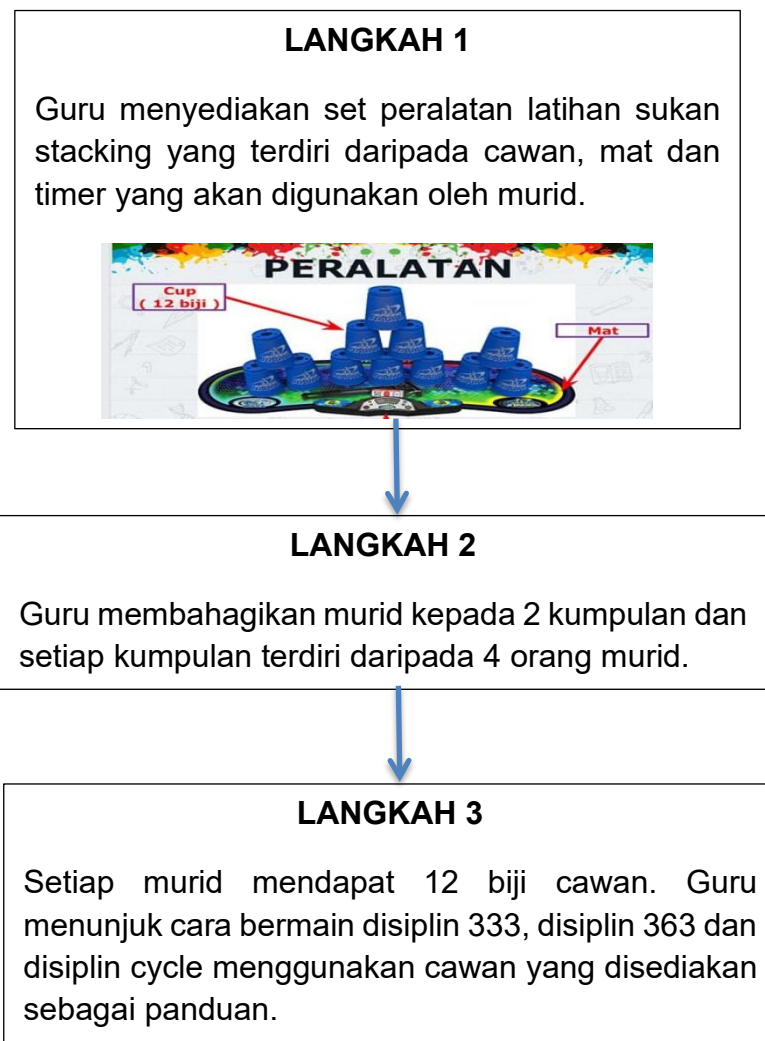 LANGKAH 1
Guru menyediakan set peralatan latihan sukan
stacking yang terdiri daripada cawan, mat dan
timer yang akan digunakan oleh murid.
PERALATAN
Cup
( 12 biji )
Mat
LANGKAH 2
Guru membahagikan murid kepada 2 kumpulan dan
setiap kumpulan terdiri daripada 4 orang murid.
LANGKAH 3
Setiap murid mendapat 12 biji cawan. Guru
menunjuk cara bermain disiplin 333, disiplin 363 dan
disiplin cycle menggunakan cawan yang disediakan
sebagai panduan.